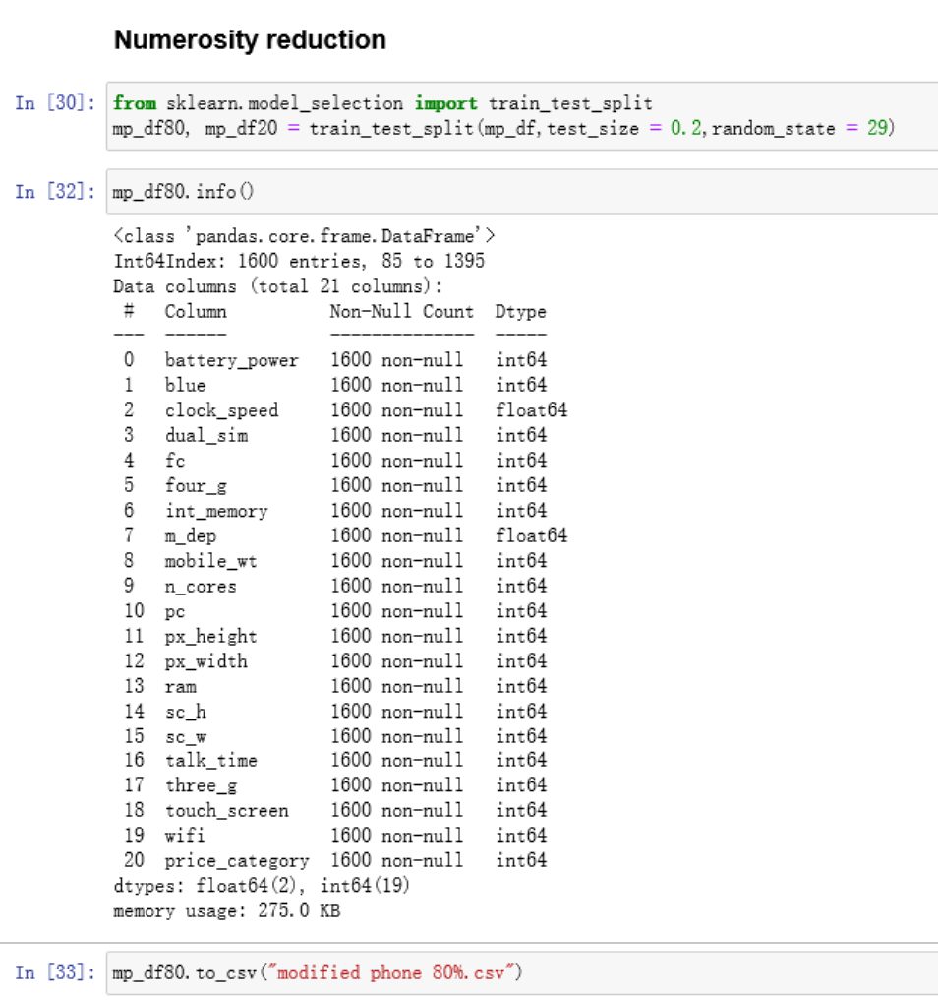 Numerosity reduction
In [30]: from sklearn.model_selection import train_test_split
mp_df80, mp_df20 = train_test_split(mp_df,test_size = 0.2,random_state = 29)
In [32]: mp_df80.info()
<class 'pandas.core.frame.DataFrame'>
Int64Index: 1600 entries, 85 to 1395
Data columns (total 21 columns):
# Column Non-Null Count Dtype
--- ------ -------------- -----
0 battery_power 1600 non-null int64
1 blue 1600 non-null int64
2 clock_speed 1600 non-null float64
3 dual_sim 1600 non-null int64
4 fc 1600 non-null int64
5 four_g 1600 non-null int64
6 int_memory 1600 non-null int64
7 m_dep 1600 non-null float64
8 mobile_wt 1600 non-null int64
9 n_cores 1600 non-null int64
10 pc 1600 non-null int64
11 px_height 1600 non-null int64
12 px_width 1600 non-null int64
13 ram 1600 non-null int64
14 sc_h 1600 non-null int64
15 sc_w 1600 non-null int64
16 talk_time 1600 non-null int64
17 three_g 1600 non-null int64
18 touch_screen 1600 non-null int64
19 wifi 1600 non-null int64
20 price_category 1600 non-null int64
dtypes: float64(2), int64(19)
memory usage: 275.0 KB
In [33]: mp_df80.to_csv("modified phone 80%.csv")